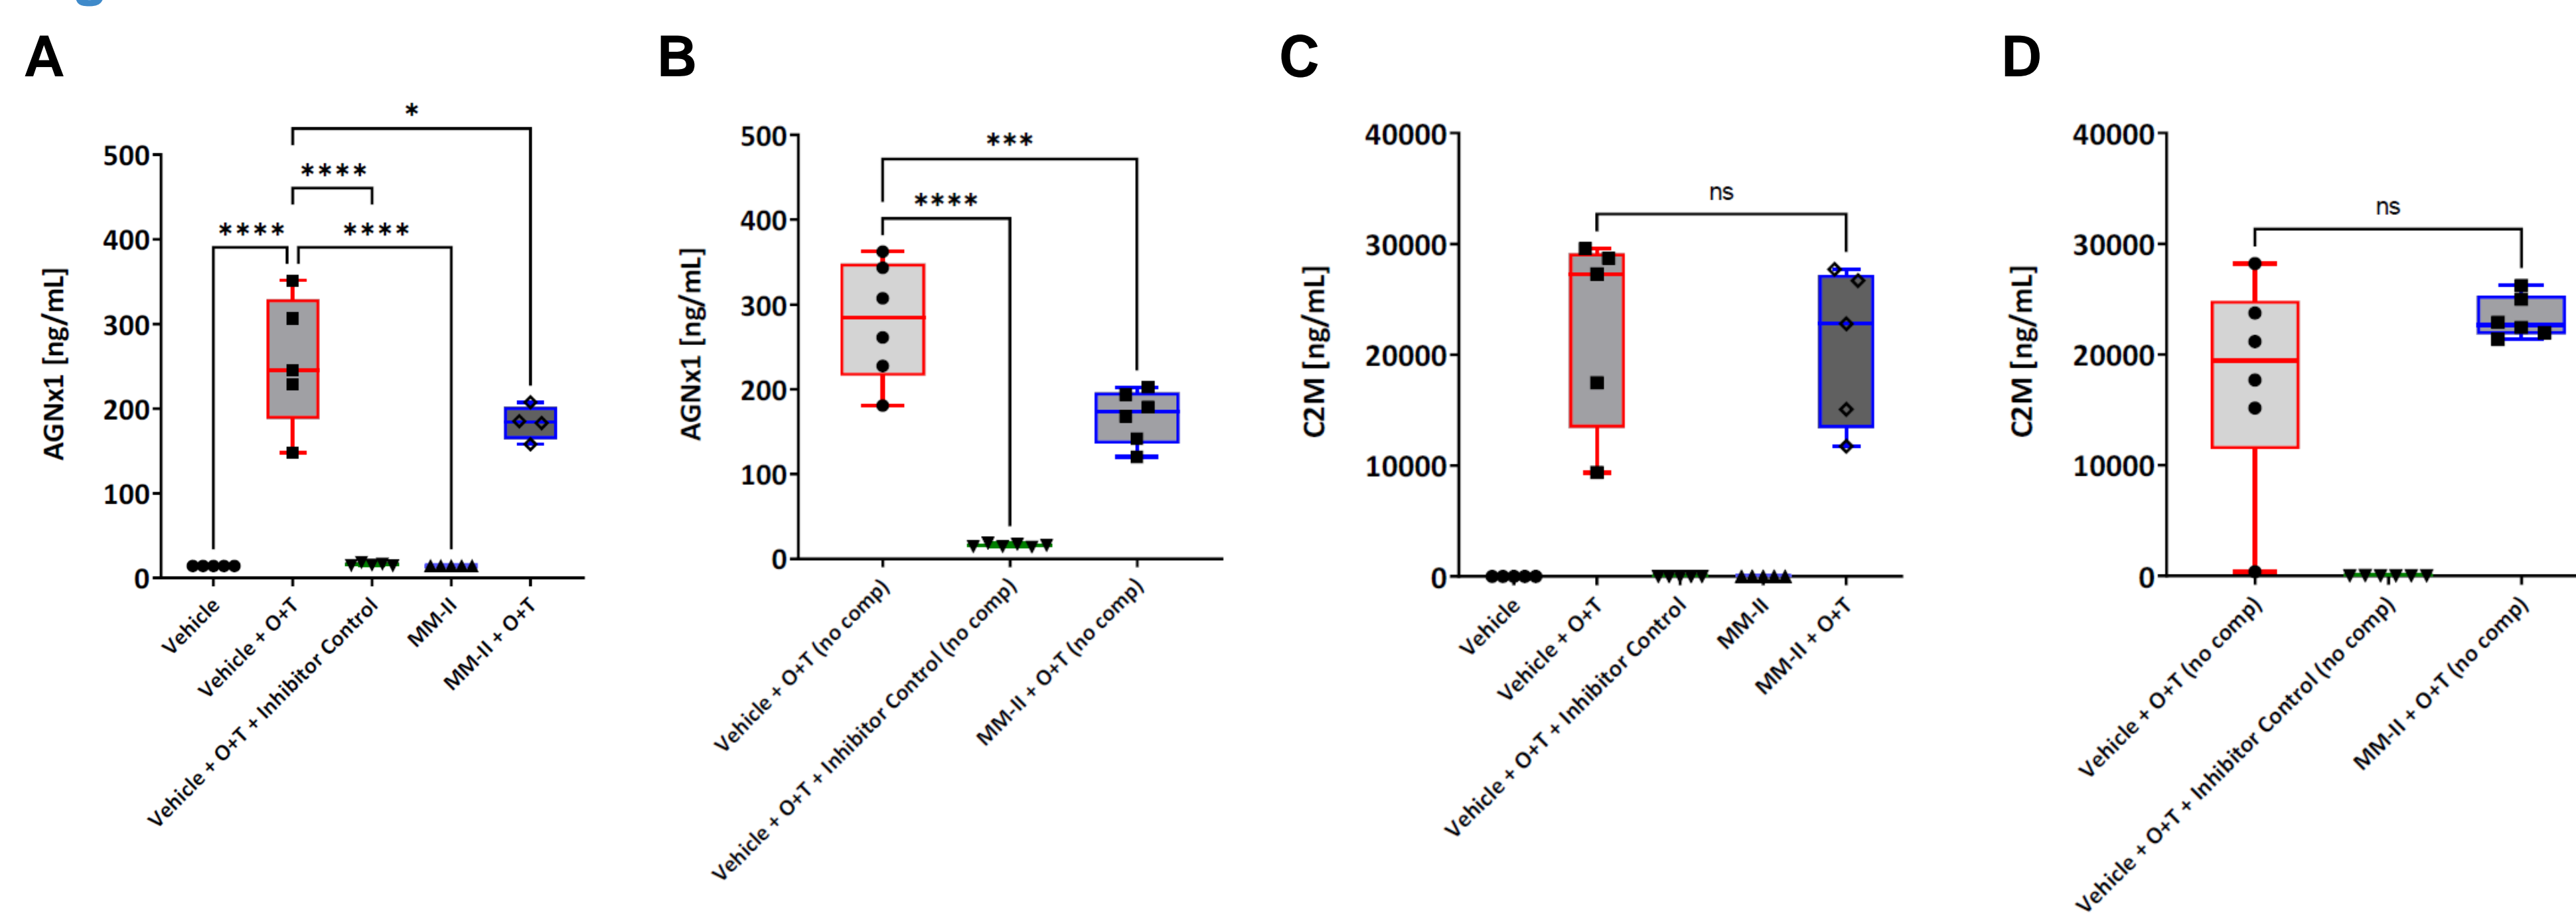 A
AGNx1 [ng/mL]
500
400
300
200
100
0
*
****
****
****
Vehicle
Vehicle + O+T
Vehicle + O+T + Inhibitor Control
MM-II
MM-II + O+T
B
AGNx1 [ng/mL]
500
400
300
200
100
0
***
****
Vehicle + O+T (no comp)
Vehicle + O+T + Inhibitor Control (no comp)
MM-II + O+T (no comp)
C
C2M [ng/mL]
40000
30000
20000
10000
0
ns
Vehicle
Vehicle + O+T
Vehicle + O+T + Inhibitor Control
MM-II
MM-II + O+T
D
C2M [ng/mL]
40000
30000
20000
10000
0
ns
Vehicle + O+T (no comp)
Vehicle + O+T + Inhibitor Control (no comp)
MM-II + O+T (no comp)